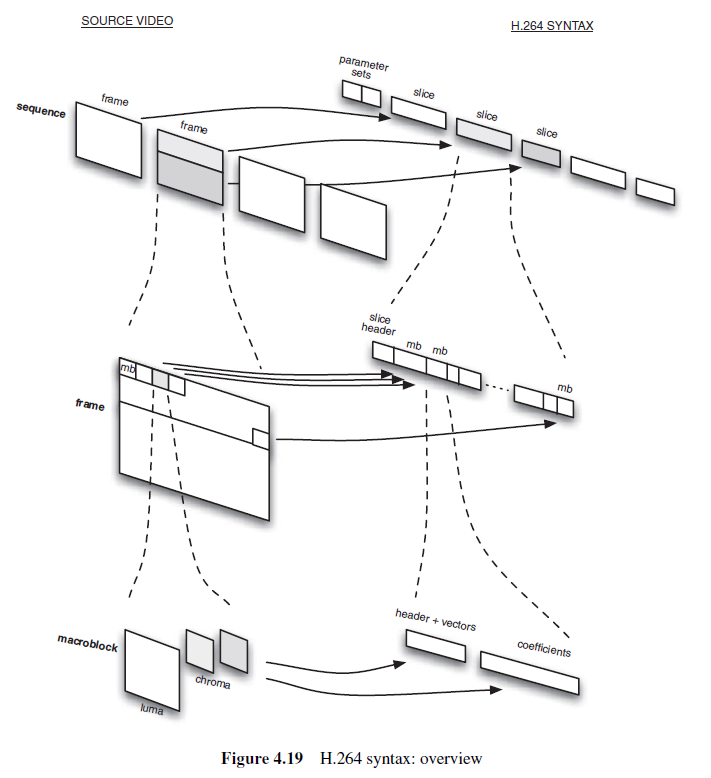 SOURCE VIDEO
H.264 SYNTAX
parameter
sets
slice
slice
slice
sequence
frame
frame
slice
header
mb
mb
mb
mb
frame
header + vectors
coefficients
macroblock
luma
chroma
Figure 4.19 H.264 syntax: overview